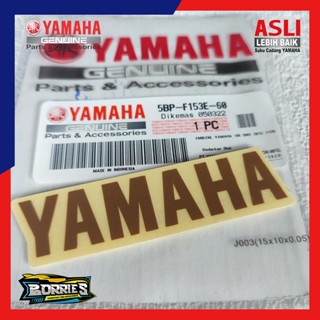 YAMAHA
GENUINE
Parts & Accessories
ASLI
LEBIH BAIK
Suku Cadang YAMAHA
YAMAHA
GENUINE
Parts & Accessories
YAMAHA
GENUINE
Parts & Accessories
5BP-F153E-60
Dikemas 050322
1 PC
MADE IN INDONESIA
YAMAHA
J003(15x10x0.05)
BORRIES